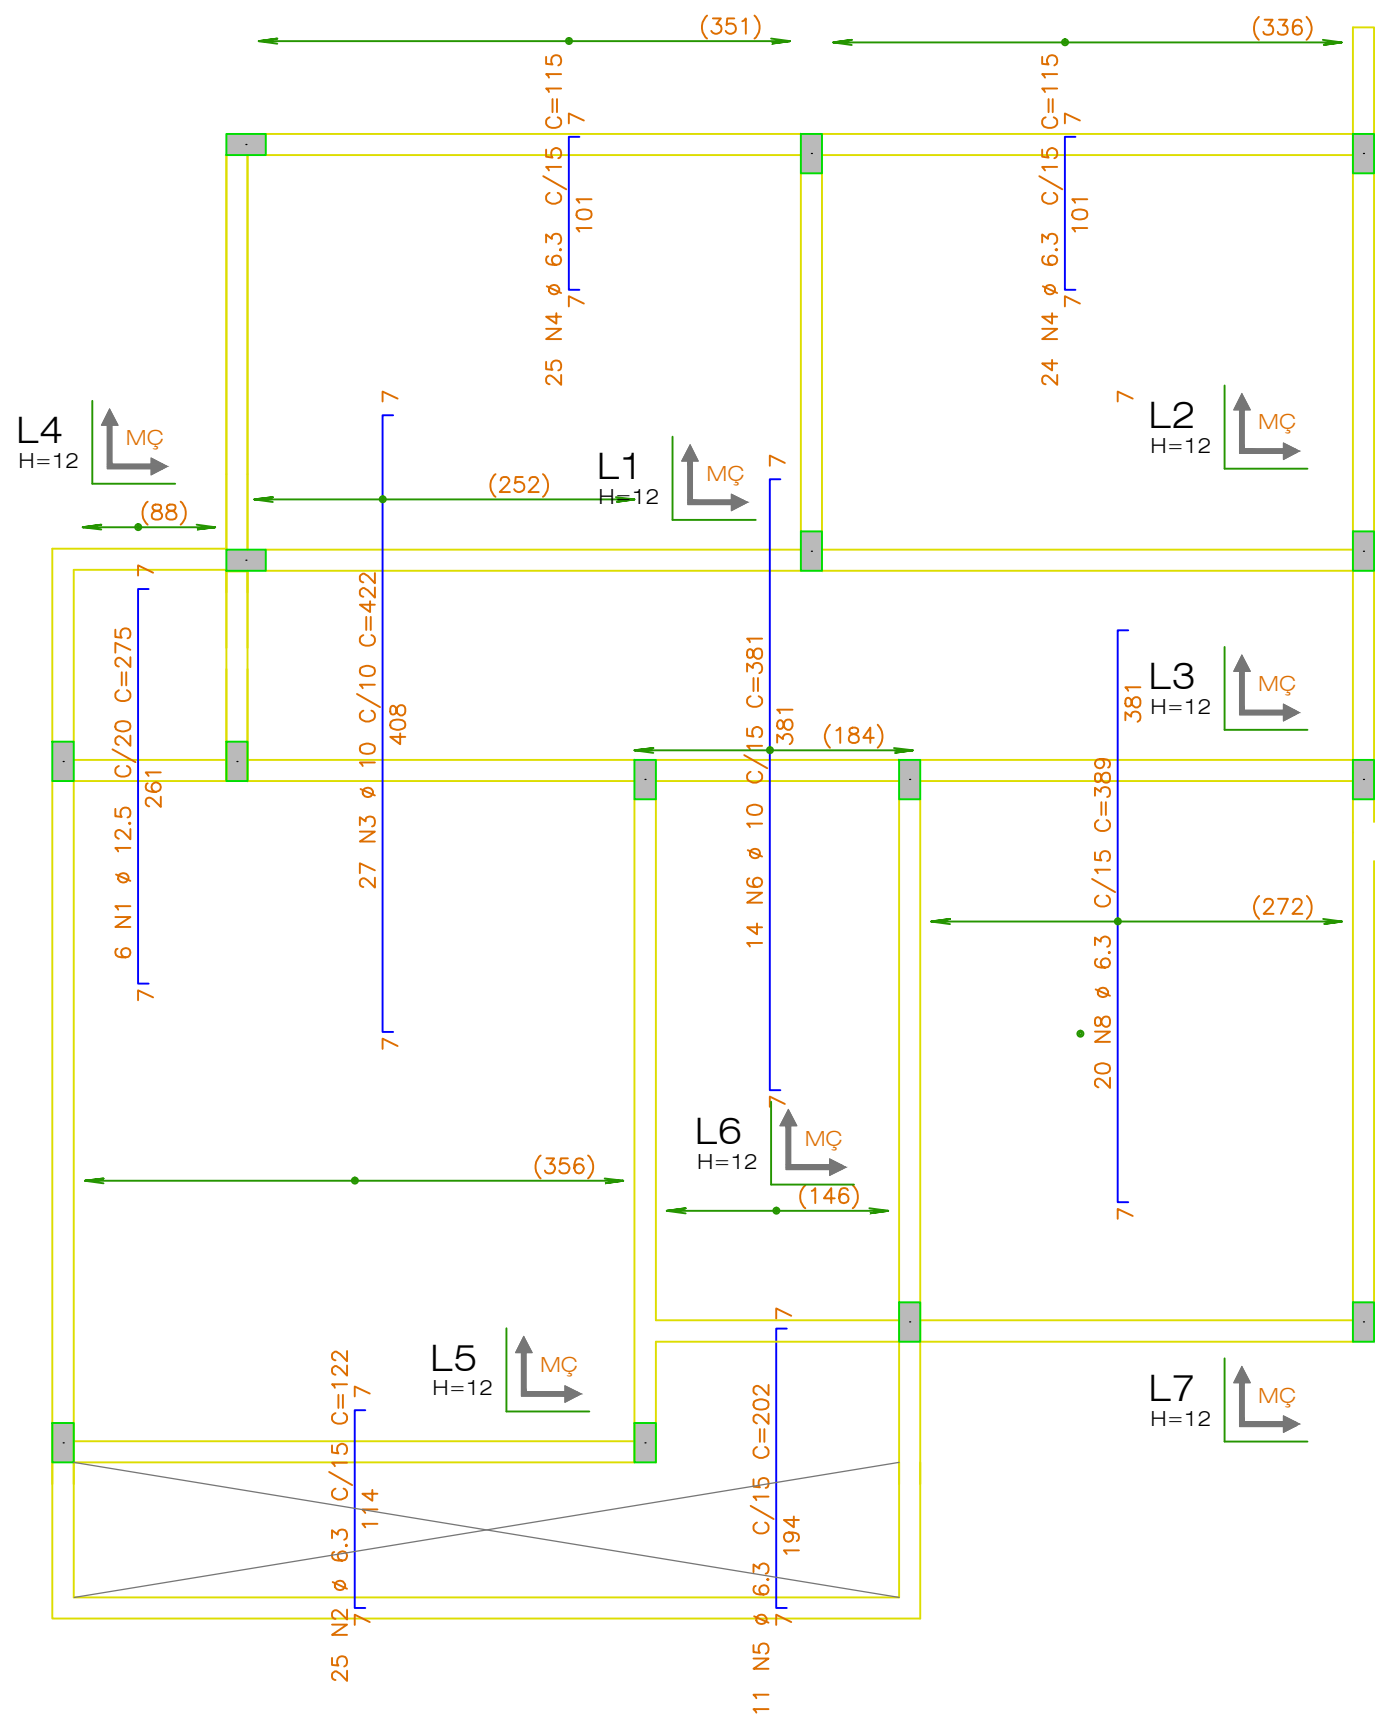 (351)
(336)
25 N4 ø 6.3 C/15 C=115
7
101
7
24 N4 ø 6.3 C/15 C=115
7
101
7
L4
H=12
MÇ
L1
H=12
MÇ
L2
H=12
MÇ
7
(88)
(252)
6 N1 ø 12.5 C/20 C=275
7
261
7
27 N3 ø 10 C/10 C=422
7
408
7
14 N6 ø 10 C/15 C=381
7
381
7
(184)
L3
H=12
MÇ
20 N8 ø 6.3 C/15 C=389
381
7
(272)
L6
H=12
MÇ
(356)
(146)
L5
H=12
MÇ
L7
H=12
MÇ
25 N2 ø 6.3 C/15 C=122
7
114
7
11 N5 ø 6.3 C/15 C=202
7
194
7